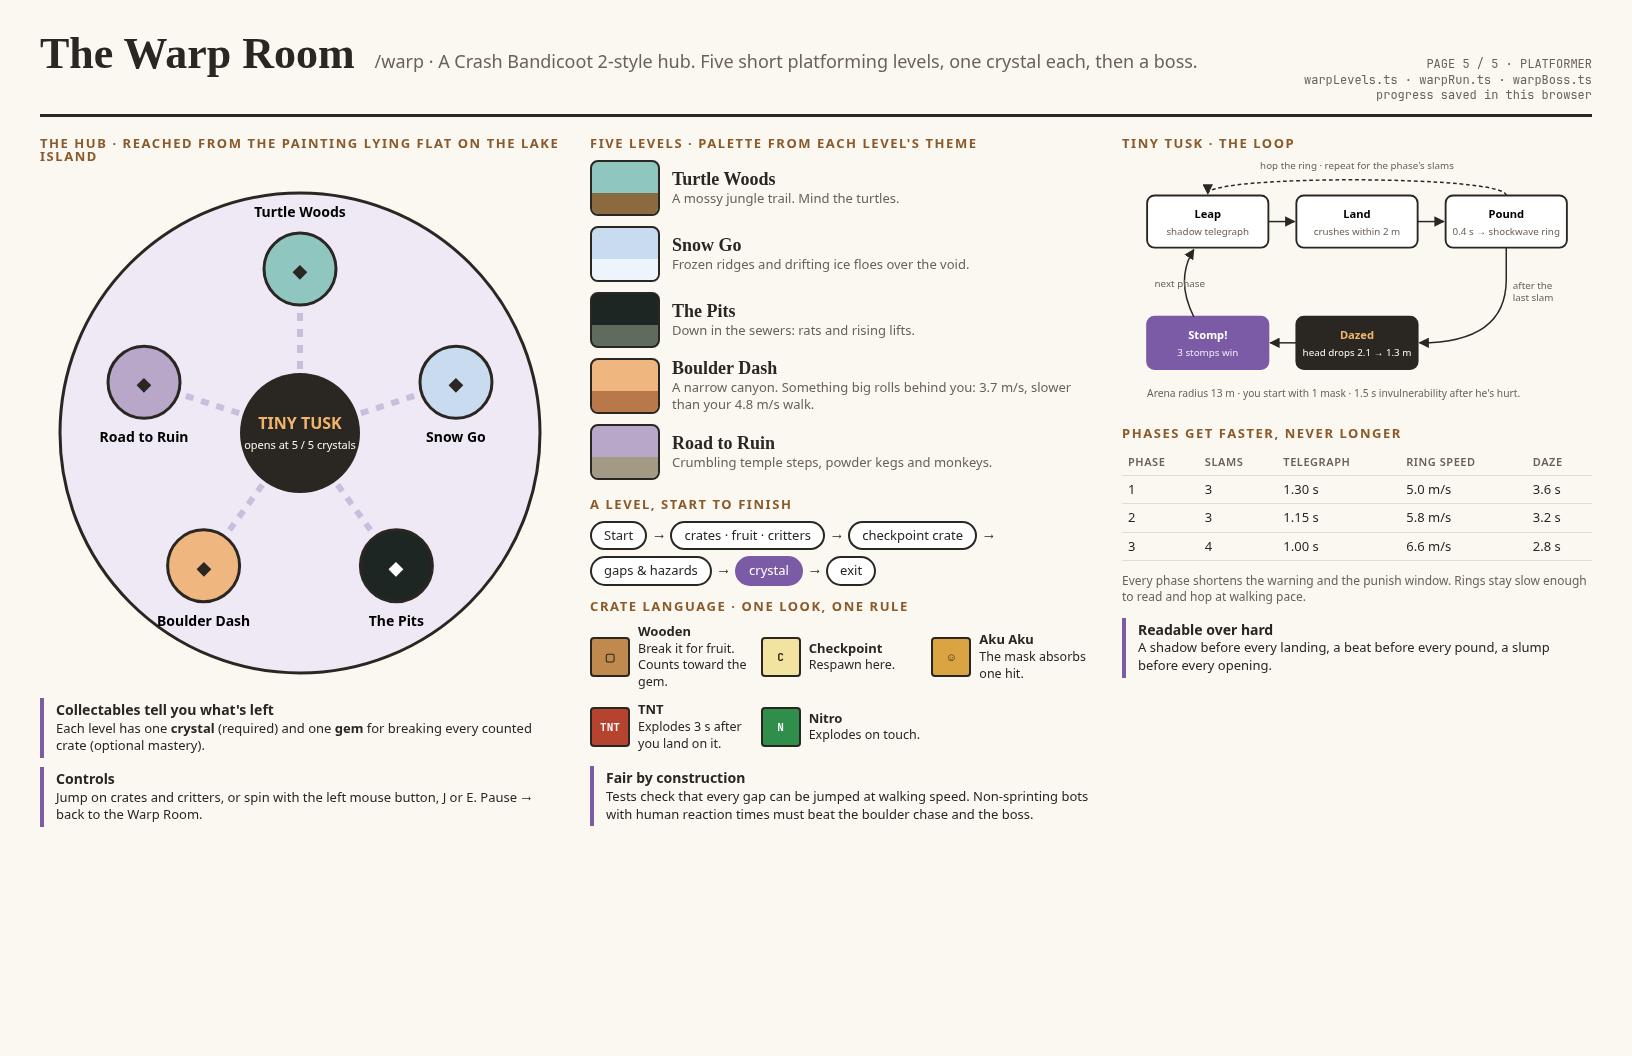 The Warp Room
/warp · A Crash Bandicoot 2-style hub. Five short platforming levels, one crystal each, then a boss.
PAGE 5 / 5 · PLATFORMER
warpLevels.ts · warpRun.ts · warpBoss.ts
progress saved in this browser
THE HUB · REACHED FROM THE PAINTING LYING FLAT ON THE LAKE
ISLAND
Turtle Woods
Road to Ruin
TINY TUSK
opens at 5 / 5 crystals
Snow Go
Boulder Dash
The Pits
Collectables tell you what's left
Each level has one crystal (required) and one gem for breaking every counted
crate (optional mastery).
Controls
Jump on crates and critters, or spin with the left mouse button, J or E. Pause →
back to the Warp Room.
FIVE LEVELS · PALETTE FROM EACH LEVEL'S THEME
Turtle Woods
A mossy jungle trail. Mind the turtles.
Snow Go
Frozen ridges and drifting ice floes over the void.
The Pits
Down in the sewers: rats and rising lifts.
Boulder Dash
A narrow canyon. Something big rolls behind you: 3.7 m/s, slower
than your 4.8 m/s walk.
Road to Ruin
Crumbling temple steps, powder kegs and monkeys.
A LEVEL, START TO FINISH
Start → crates · fruit · critters → checkpoint crate →
gaps & hazards → crystal → exit
CRATE LANGUAGE · ONE LOOK, ONE RULE
Wooden
Break it for fruit.
Counts toward the
gem.
C
Checkpoint
Respawn here.
Aku Aku
The mask absorbs
one hit.
TNT
TNT
Explodes 3 s after
you land on it.
N
Nitro
Explodes on touch.
Fair by construction
Tests check that every gap can be jumped at walking speed. Non-sprinting bots
with human reaction times must beat the boulder chase and the boss.
TINY TUSK · THE LOOP
hop the ring · repeat for the phase's slams
Leap
shadow telegraph
Land
crushes within 2 m
Pound
0.4 s → shockwave ring
next phase
after the
last slam
Stomp!
3 stomps win
Dazed
head drops 2.1 → 1.3 m
Arena radius 13 m · you start with 1 mask · 1.5 s invulnerability after he's hurt.
PHASES GET FASTER, NEVER LONGER
PHASE SLAMS TELEGRAPH RING SPEED DAZE
1 3 1.30 s 5.0 m/s 3.6 s
2 3 1.15 s 5.8 m/s 3.2 s
3 4 1.00 s 6.6 m/s 2.8 s
Every phase shortens the warning and the punish window. Rings stay slow enough
to read and hop at walking pace.
Readable over hard
A shadow before every landing, a beat before every pound, a slump
before every opening.